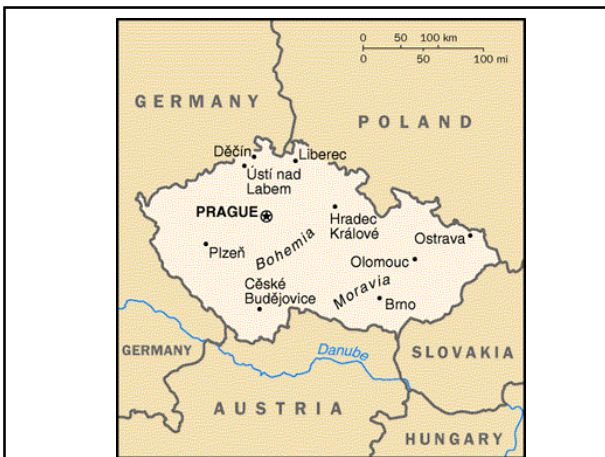 0 50 100 km
0 50 100 mi
GERMANY
POLAND
Děčín
Liberec
Ústí nad
Labem
PRAGUE
Hradec
Králové
Ostrava
Plzeň
Bohemia
Olomouc
Céské
Budějovice
Moravia
Brno
GERMANY
Danube
SLOVAKIA
AUSTRIA
HUNGARY